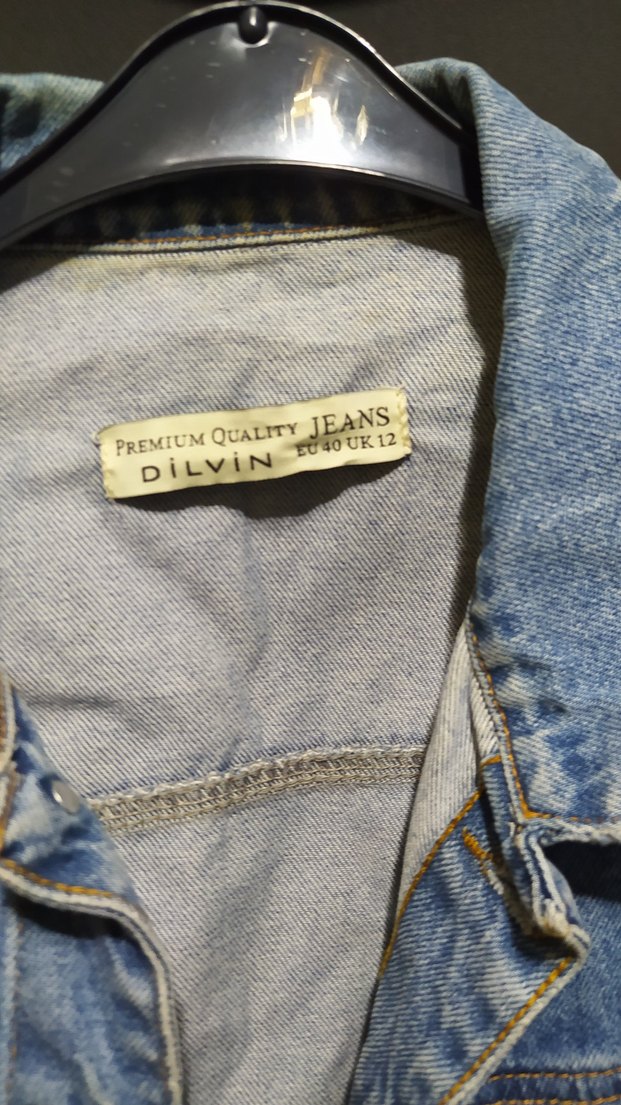 PREMIUM QUALITY JEANS
DİLVİN EU 40 UK 12